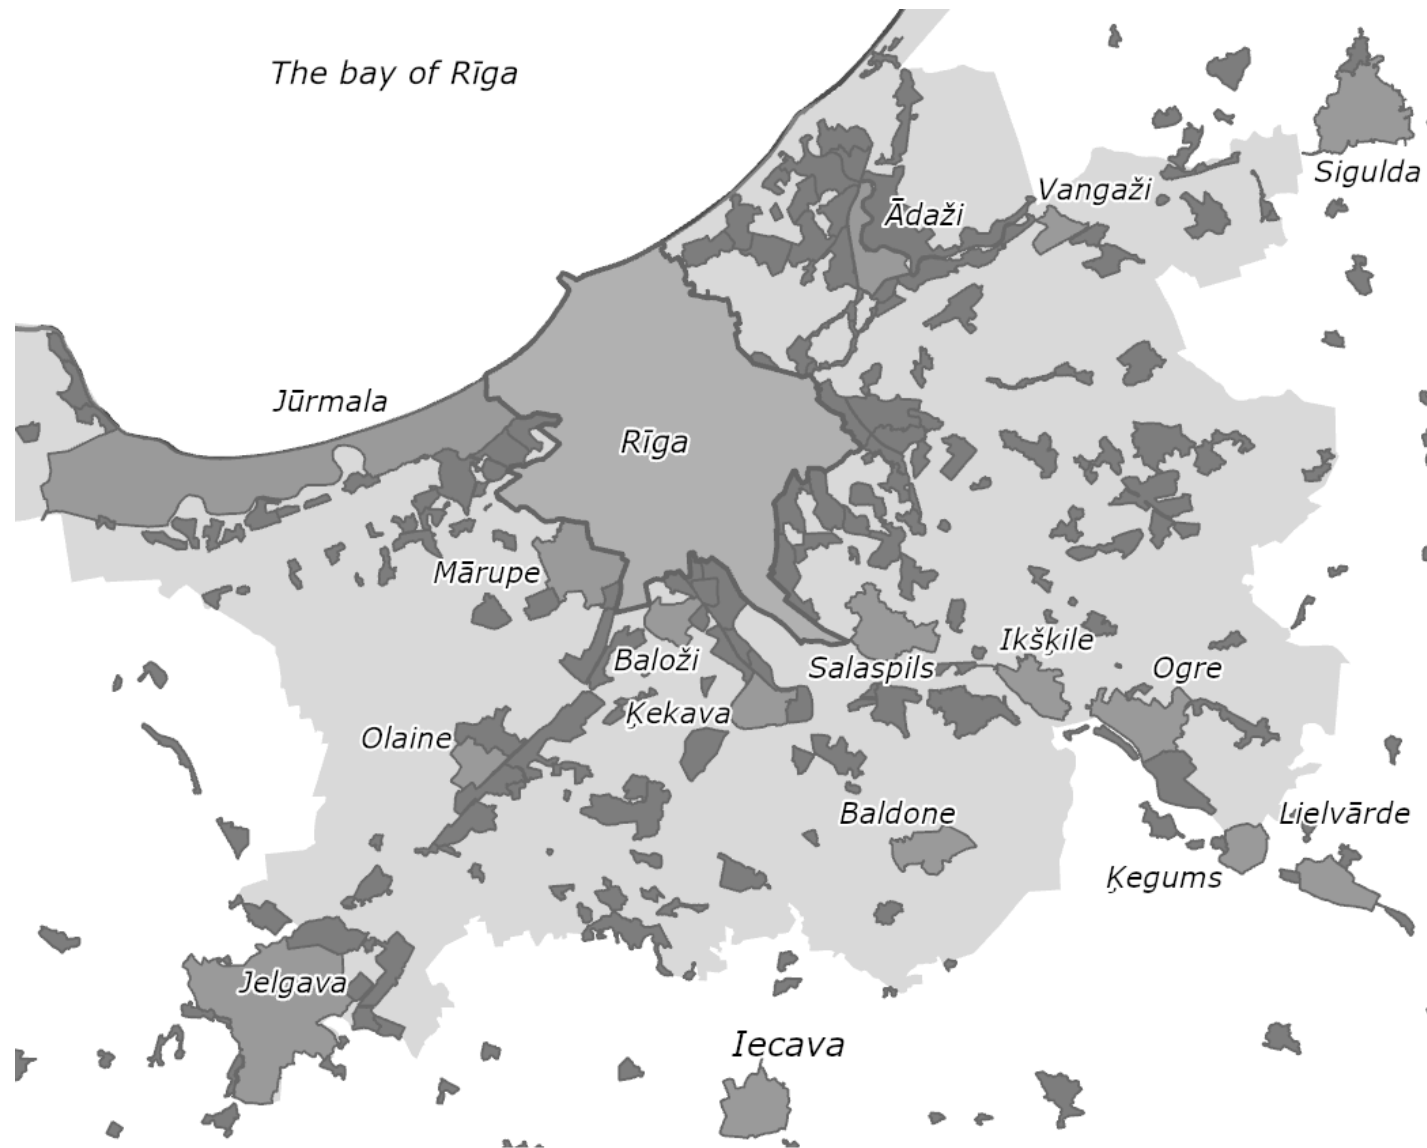 The bay of Rīga
Sigulda
Vangaži
Ādaži
Jūrmala
Rīga
Mārupe
Ikšķile
Baloži
Salaspils
Ogre
Ķekava
Olaine
Baldone
Lielvārde
Ķegums
Jelgava
Iecava